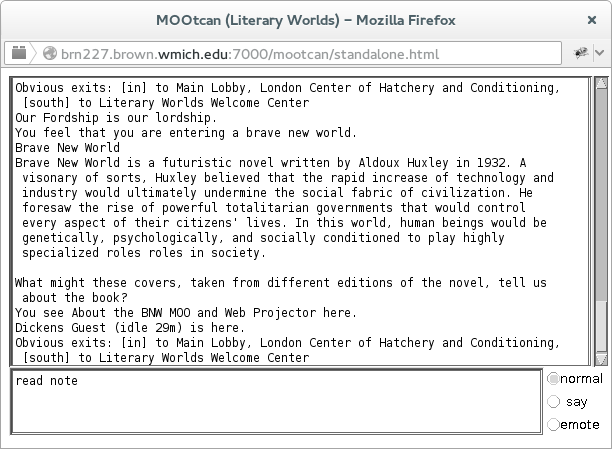 MOOtcan (Literary Worlds) – Mozilla Firefox
brn227.brown.wmich.edu:7000/mootcan/standalone.html
Obvious exits: [in] to Main Lobby, London Center of Hatchery and Conditioning,
[south] to Literary Worlds Welcome Center
Our Fordship is our lordship.
You feel that you are entering a brave new world.
Brave New World
Brave New World is a futuristic novel written by Aldoux Huxley in 1932. A
visonary of sorts, Huxley believed that the rapid increase of technology and
industry would ultimately undermine the social fabric of civilization. He
foresaw the rise of powerful totalitarian governments that would control
every aspect of their citizens' lives. In this world, human beings would be
genetically, psychologically, and socially conditioned to play highly
specialized roles roles in society.
What might these covers, taken from different editions of the novel, tell us
about the book?
You see About the BNW MOO and Web Projector here.
Dickens Guest (idle 29m) is here.
Obvious exits: [in] to Main Lobby, London Center of Hatchery and Conditioning,
[south] to Literary Worlds Welcome Center
read note
normal
say
emote